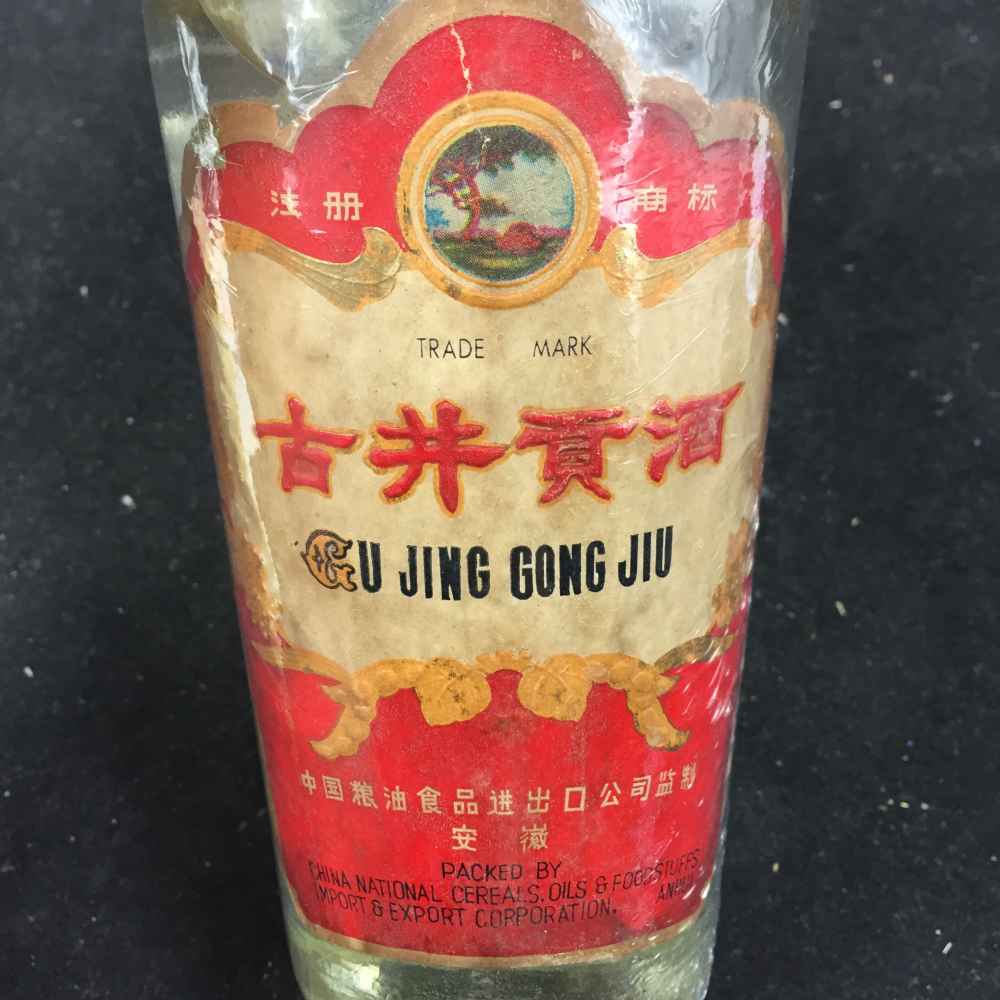 注册 商标
TRADE MARK
古井贡酒
GU JING GONG JIU
中国粮油食品进出口公司监制
安徽
PACKED BY
CHINA NATIONAL CEREALS, OILS & FOODSTUFFS
IMPORT & EXPORT CORPORATION.